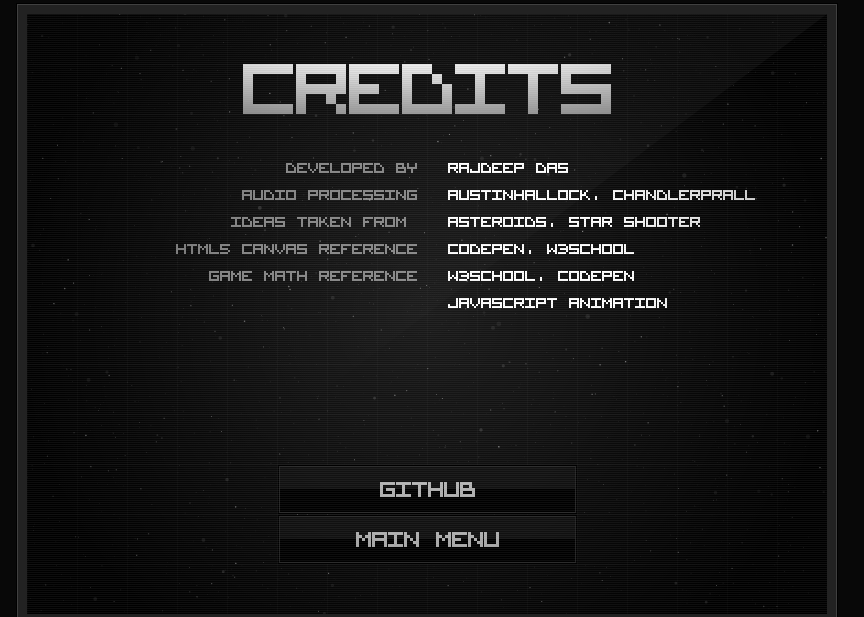 CREDITS
DEVELOPED BY RAJDEEP DAS
AUDIO PROCESSING AUSTINHALLOCK, CHANDLERPRALL
IDEAS TAKEN FROM ASTEROIDS, STAR SHOOTER
HTML5 CANVAS REFERENCE CODEPEN, W3SCHOOL
GAME MATH REFERENCE W3SCHOOL, CODEPEN
JAVASCRIPT ANIMATION
GITHUB
MAIN MENU